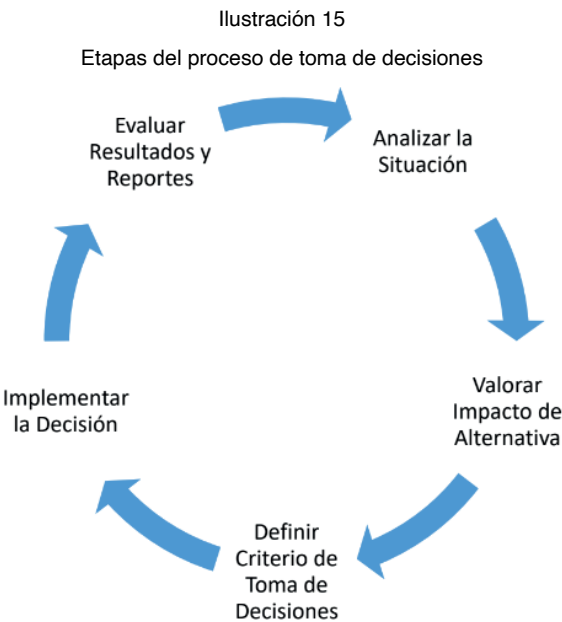 Ilustración 15
Etapas del proceso de toma de decisiones
Evaluar
Resultados y
Reportes
Analizar la
Situación
Valorar
Impacto de
Alternativa
Definir
Criterio de
Toma de
Decisiones
Implementar
la Decisión